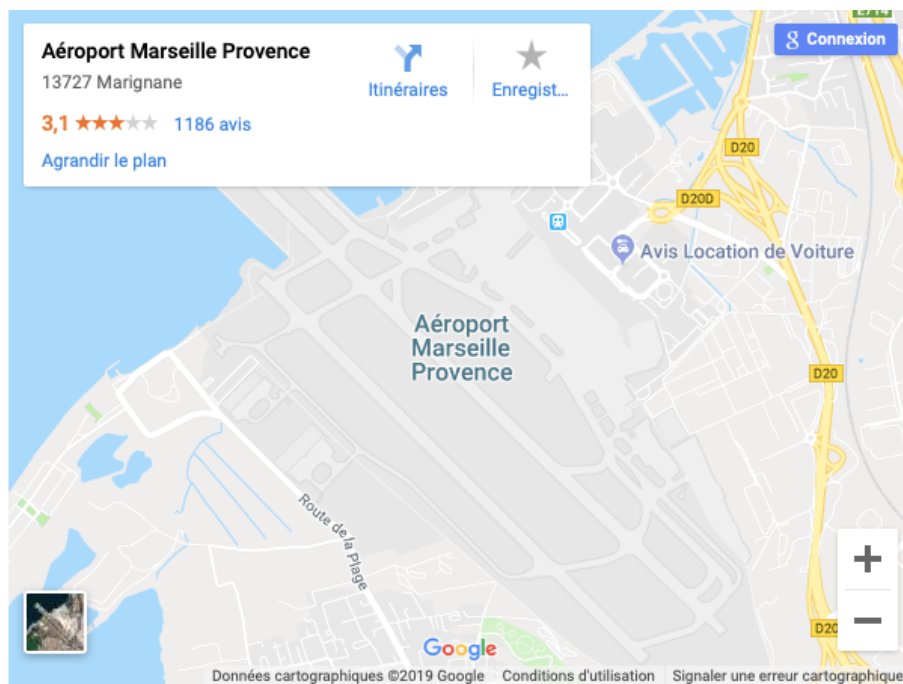 Aéroport Marseille Provence
13727 Marignane
3,1 1186 avis
Agrandir le plan
Itinéraires
Enregist...
E714
g Connexion
D20
D20D
Avis Location de Voiture
Aéroport
Marseille
Provence
D20
Route de la Plage
D20
Google
Données cartographiques ©2019 Google Conditions d'utilisation Signaler une erreur cartographique